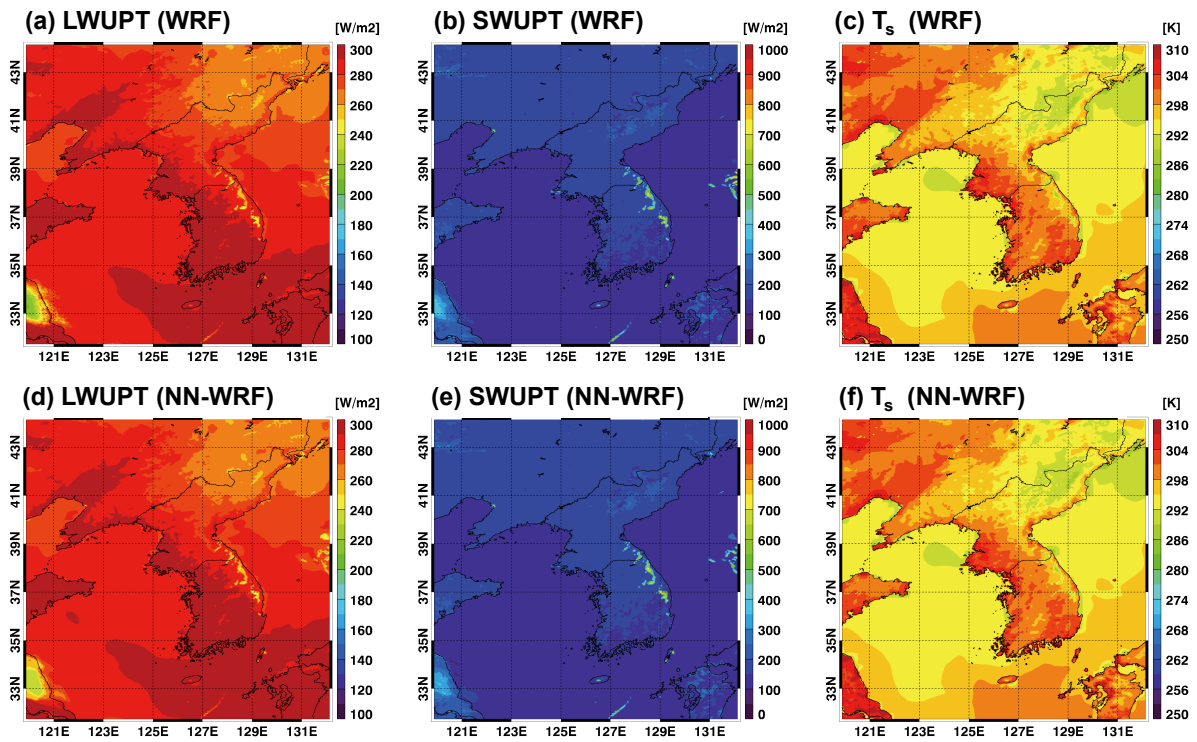 (a) LWUPT (WRF)
[W/m2]
(b) SWUPT (WRF)
[W/m2]
(c) Ts (WRF)
[K]
43N
41N
39N
37N
35N
33N
121E 123E 125E 127E 129E 131E
300
280
260
240
220
200
180
160
140
120
100
43N
41N
39N
37N
35N
33N
121E 123E 125E 127E 129E 131E
1000
900
800
700
600
500
400
300
200
100
0
43N
41N
39N
37N
35N
33N
121E 123E 125E 127E 129E 131E
310
304
298
292
286
280
274
268
262
256
250
(d) LWUPT (NN-WRF)
[W/m2]
(e) SWUPT (NN-WRF)
[W/m2]
(f) Ts (NN-WRF)
[K]
43N
41N
39N
37N
35N
33N
121E 123E 125E 127E 129E 131E
300
280
260
240
220
200
180
160
140
120
100
43N
41N
39N
37N
35N
33N
121E 123E 125E 127E 129E 131E
1000
900
800
700
600
500
400
300
200
100
0
43N
41N
39N
37N
35N
33N
121E 123E 125E 127E 129E 131E
310
304
298
292
286
280
274
268
262
256
250